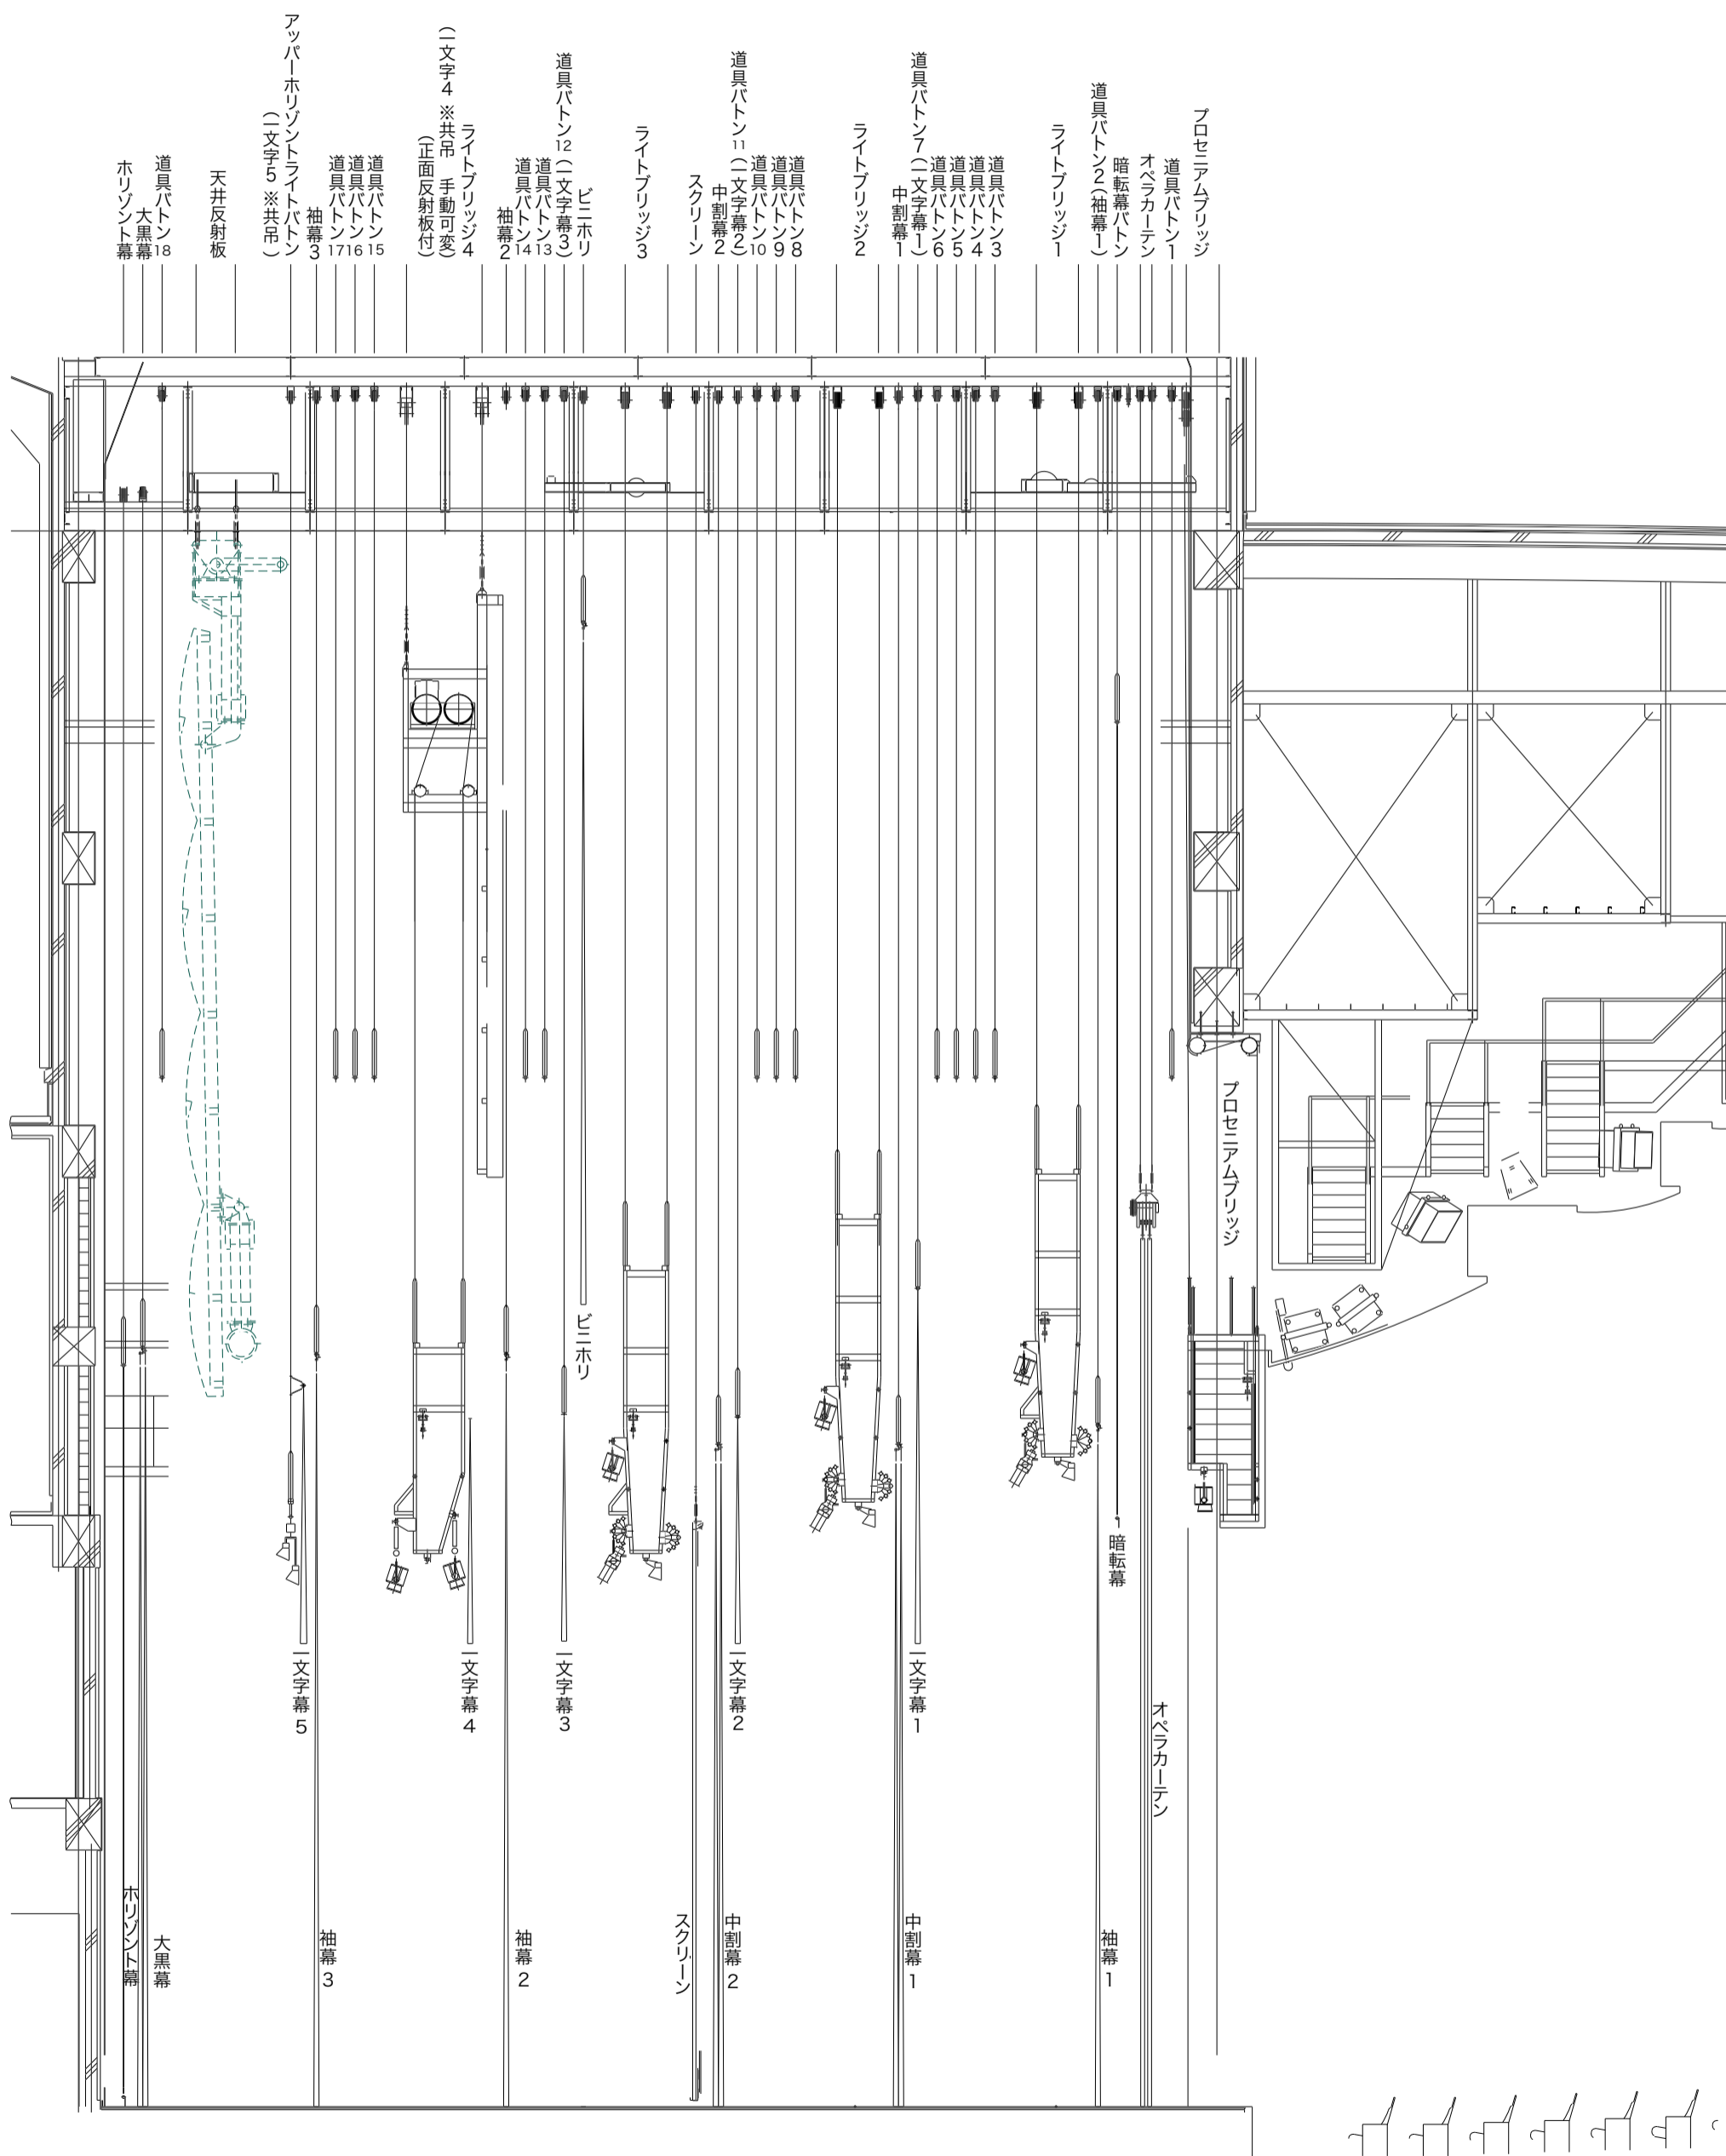 ホリゾント幕
大黒幕
道具バトン18
天井反射板
（一文字5 ※共吊）
アッパーホリゾントライトバトン
袖幕3
道具バトン17
道具バトン16
道具バトン15
（正面反射板付）
（一文字4 ※共吊 手動可変）
ライトブリッジ4
袖幕2
道具バトン14
道具バトン13
道具バトン12（一文字幕3）
ビニホリ
ライトブリッジ3
スクリーン
中割幕2
道具バトン11（一文字幕2）
道具バトン10
道具バトン9
道具バトン8
ライトブリッジ2
中割幕1
道具バトン7（一文字幕1）
道具バトン6
道具バトン5
道具バトン4
道具バトン3
ライトブリッジ1
道具バトン2（袖幕1）
暗転幕バトン
オペラカーテン
道具バトン1
プロセニアムブリッジ
プロセニアムブリッジ
ビニホリ
暗転幕
一文字幕5
一文字幕4
一文字幕3
一文字幕2
一文字幕1
オペラカーテン
ホリゾント幕
大黒幕
袖幕3
袖幕2
スクリーン
中割幕2
中割幕1
袖幕1